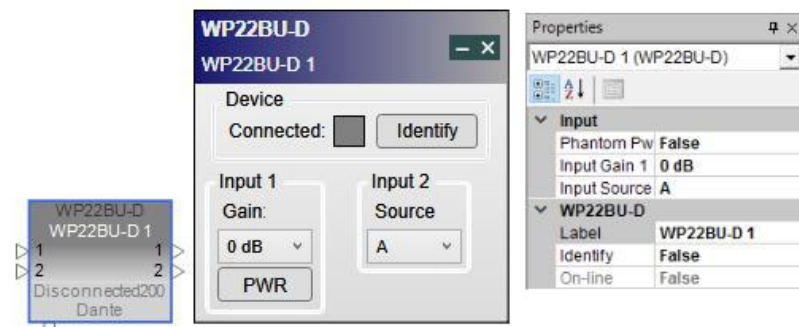 WP22BU-D
WP22BU-D 1
1 1
2 2
Disconnected200
Dante
WP22BU-D
WP22BU-D 1
Device
Connected:
Identify
Input 1
Gain:
0 dB
PWR
Input 2
Source
A
Properties
WP22BU-D 1 (WP22BU-D)
Input
Phantom Pw False
Input Gain 1 0 dB
Input Source A
WP22BU-D
Label WP22BU-D 1
Identify False
On-line False